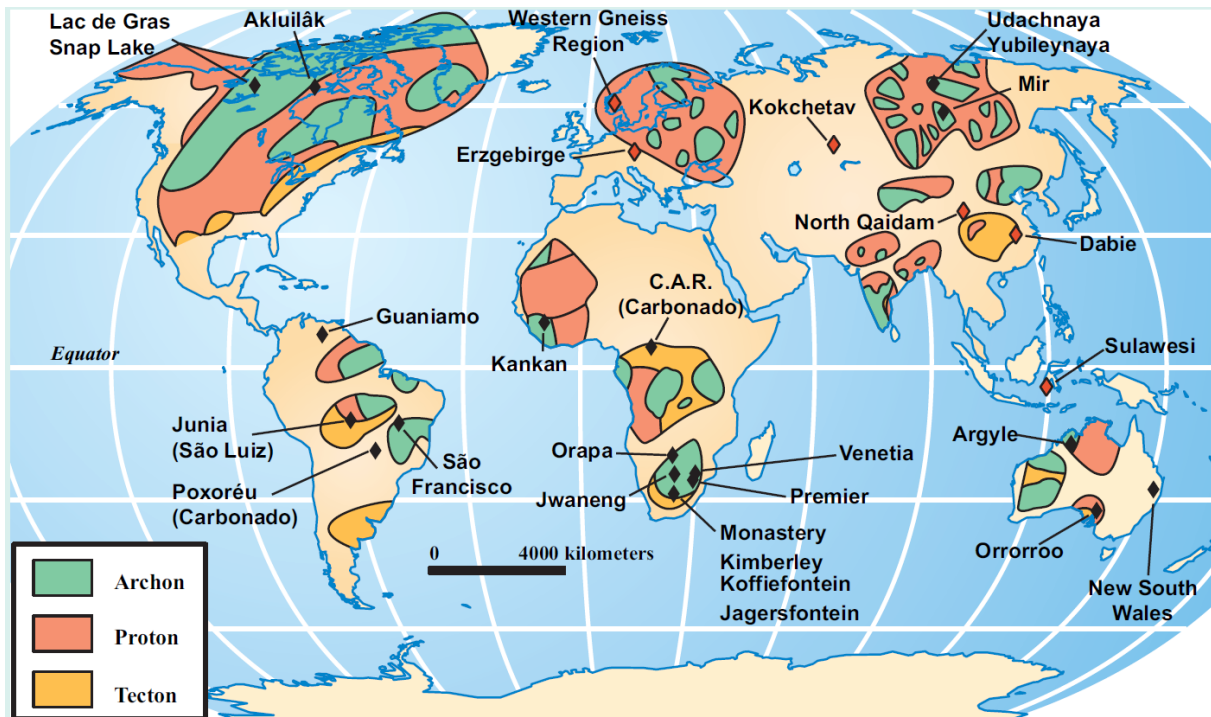 Lac de Gras
Snap Lake
Akluilâk
Western Gneiss
Region
Udachnaya
Yubileynaya
Mir
Kokchetav
Erzgebirge
North Qaidam
Dabie
C.A.R.
(Carbonado)
Guaniamo
Equator
Kankan
Sulawesi
Junia
(São Luiz)
São
Francisco
Poxoréu
(Carbonado)
Orapa
Venetia
Jwaneng
Premier
Argyle
Monastery
Kimberley
Koffiefontein
Jagersfontein
Orrorroo
New South
Wales
0 4000 kilometers
Archon
Proton
Tecton